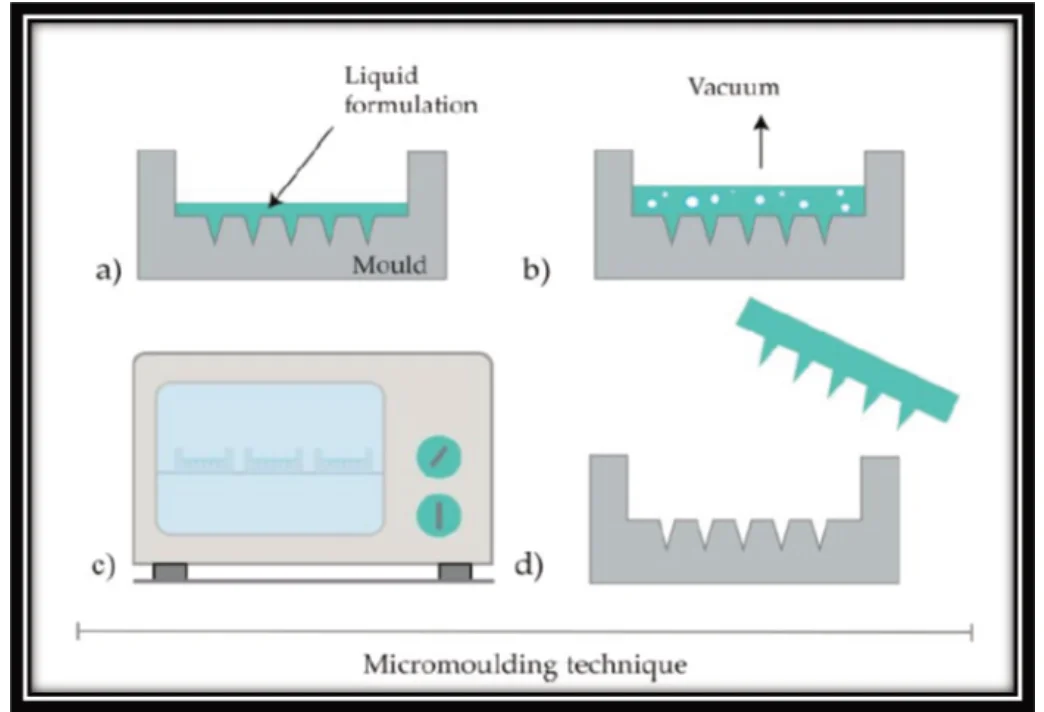 Liquid
formulation
Vacuum
a)
Mould
b)
c)
d)
Micromoulding technique